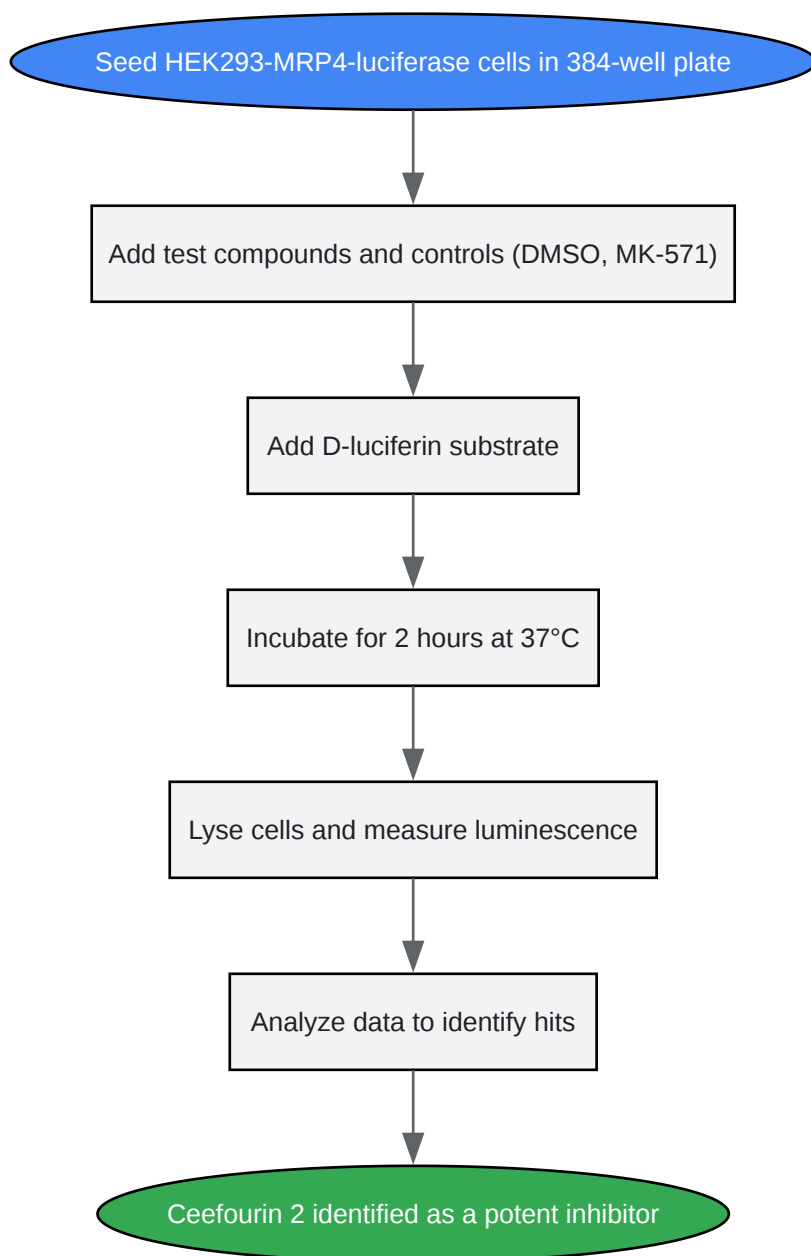 Seed HEK293-MRP4-luciferase cells in 384-well plate
Add test compounds and controls (DMSO, MK-571)
Add D-luciferin substrate
Incubate for 2 hours at 37°C
Lyse cells and measure luminescence
Analyze data to identify hits
Ceefourin 2 identified as a potent inhibitor